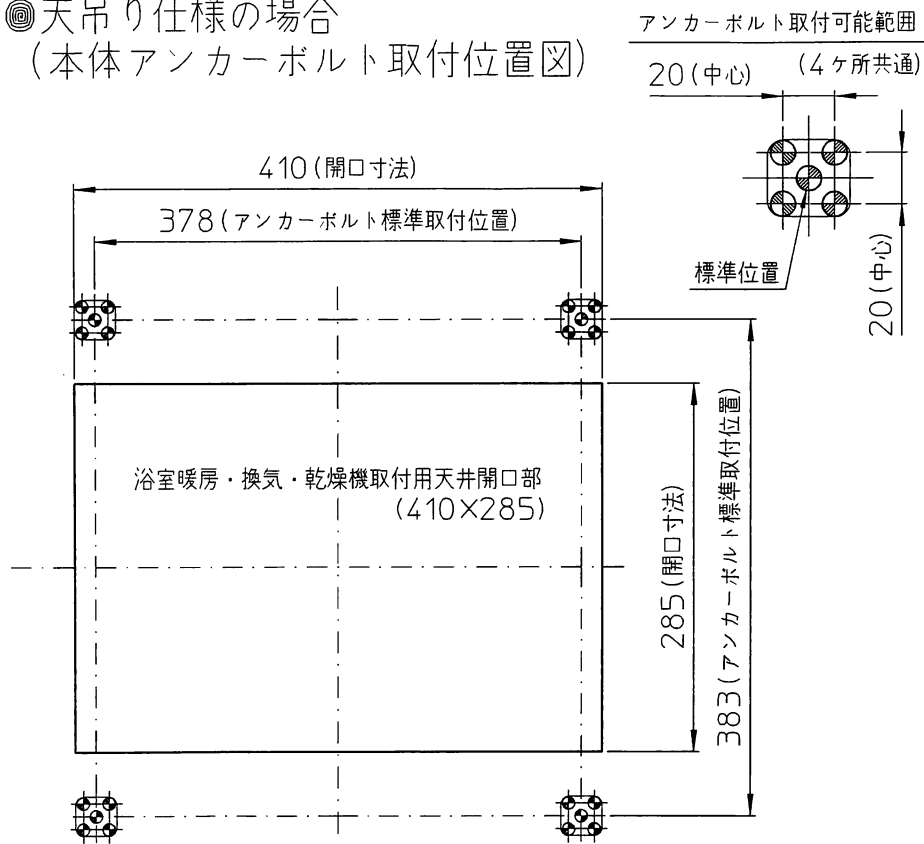 ◎天吊り仕様の場合
(本体アンカーボルト取付位置図)
アンカーボルト取付可能範囲
(4ケ所共通)
20(中心)
20(中心)
標準位置
410(開口寸法)
378(アンカーボルト標準取付位置)
浴室暖房・換気・乾燥機取付用天井開口部
(410×285)
285(開口寸法)
383(アンカーボルト標準取付位置)